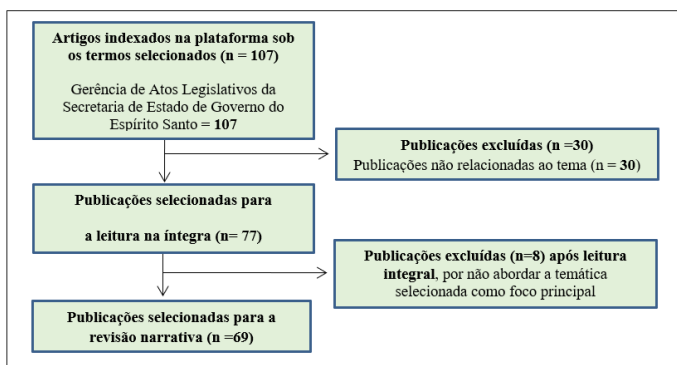 Artigos indexados na plataforma sob
os termos selecionados (n = 107)
Gerência de Atos Legislativos da
Secretaria de Estado de Governo do
Espírito Santo = 107
Publicações excluídas (n =30)
Publicações não relacionadas ao tema (n = 30)
Publicações selecionadas para
a leitura na íntegra (n= 77)
Publicações excluídas (n=8) após leitura
integral, por não abordar a temática
selecionada como foco principal
Publicações selecionadas para a
revisão narrativa (n =69)